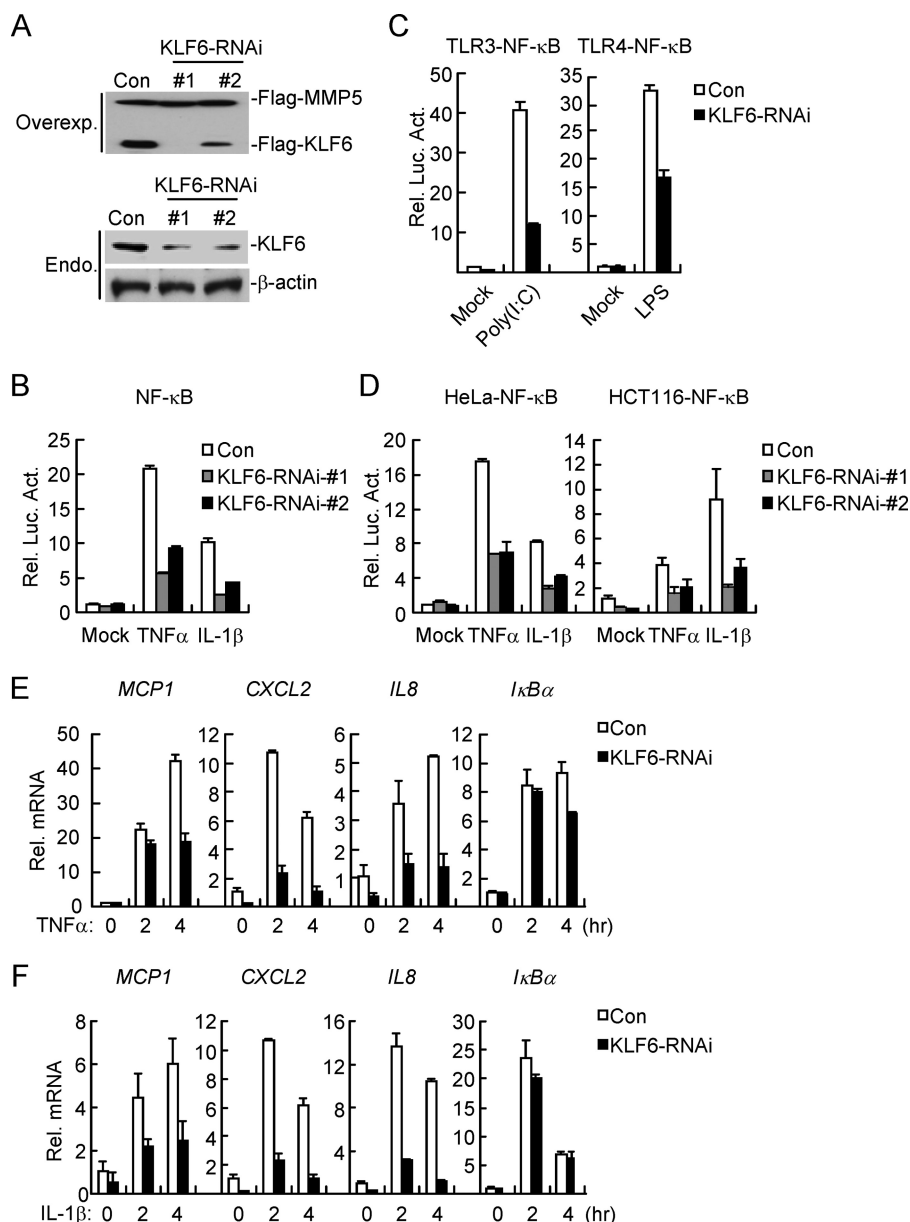 A
KLF6-RNAi
Con #1 #2
Overexp.
-Flag-MMP5
-Flag-KLF6
KLF6-RNAi
Con #1 #2
Endo.
-KLF6
-β-actin
C
TLR3-NF-κB TLR4-NF-κB
Rel. Luc. Act.
50
40
30
20
10
35
30
25
20
15
10
5
0
Con
KLF6-RNAi
Mock Poly(I:C) Mock LPS
B
NF-κB
Rel. Luc. Act.
25
20
15
10
5
0
Con
KLF6-RNAi-#1
KLF6-RNAi-#2
Mock TNFα IL-1β
D
HeLa-NF-κB HCT116-NF-κB
Rel. Luc. Act.
20
16
12
8
4
0
14
12
10
8
6
4
2
Con
KLF6-RNAi-#1
KLF6-RNAi-#2
Mock TNFα IL-1β Mock TNFα IL-1β
E
MCP1 CXCL2 IL8 IκBα
Rel. mRNA
50
40
30
20
10
0
12
10
8
6
4
2
6
5
4
3
2
1
12
10
8
6
4
2
0
Con
KLF6-RNAi
TNFα: 0 2 4 0 2 4 0 2 4 0 2 4 (hr)
F
MCP1 CXCL2 IL8 IκBα
Rel. mRNA
8
6
4
2
0
12
10
8
6
4
2
16
12
8
4
30
25
20
15
10
5
0
Con
KLF6-RNAi
IL-1β: 0 2 4 0 2 4 0 2 4 0 2 4 (hr)